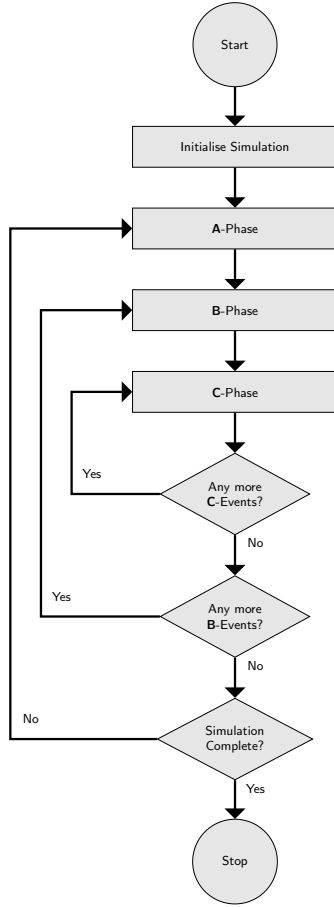 Start
Initialise Simulation
A-Phase
B-Phase
C-Phase
Yes
Any more
C-Events?
No
Yes
Any more
B-Events?
No
No
Simulation
Complete?
Yes
Stop